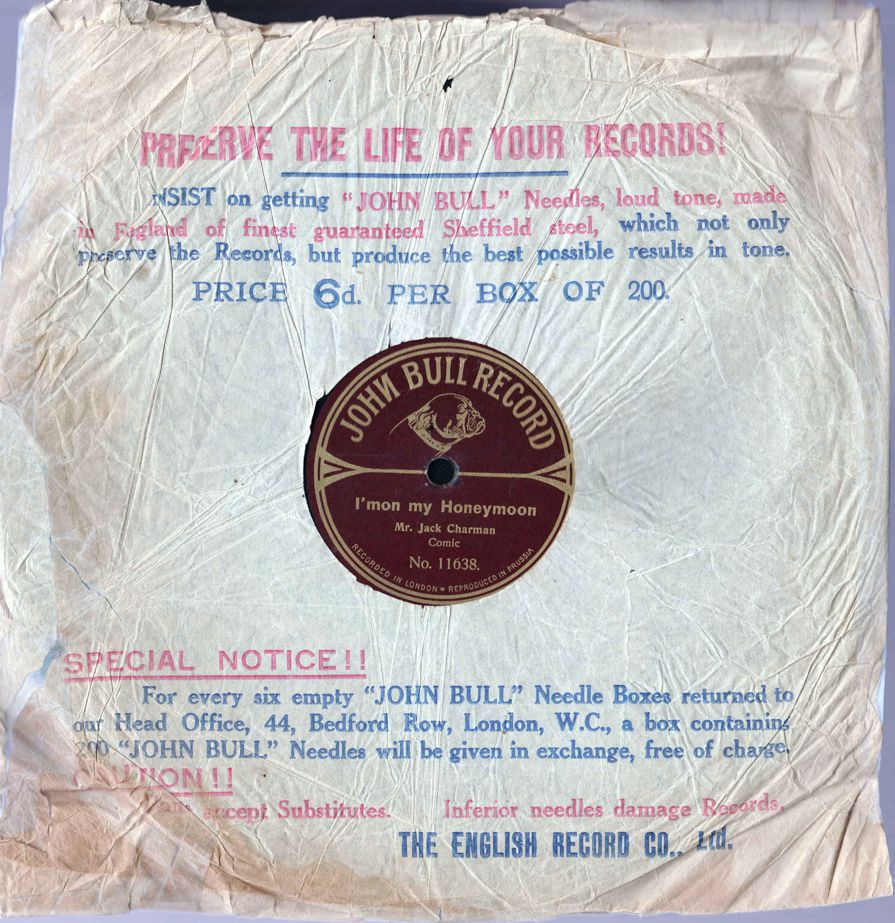 PRESERVE THE LIFE OF YOUR RECORDS!
INSIST on getting "JOHN BULL" Needles, loud tone, made
in England of finest guaranteed Sheffield steel, which not only
preserve the Records, but produce the best possible results in tone.
PRICE 6d. PER BOX OF 200.
JOHN BULL RECORD
I'mon my Honeymoon
Mr. Jack Charman
Comic
No. 11638.
RECORDED IN LONDON * REPRODUCED IN PRUSSIA
SPECIAL NOTICE!!
For every six empty "JOHN BULL" Needle Boxes returned to
our Head Office, 44, Bedford Row, London, W.C., a box containing
200 "JOHN BULL" Needles will be given in exchange, free of charge.
CAUTION!!
accept Substitutes. Inferior needles damage Records.
THE ENGLISH RECORD CO., Ltd.